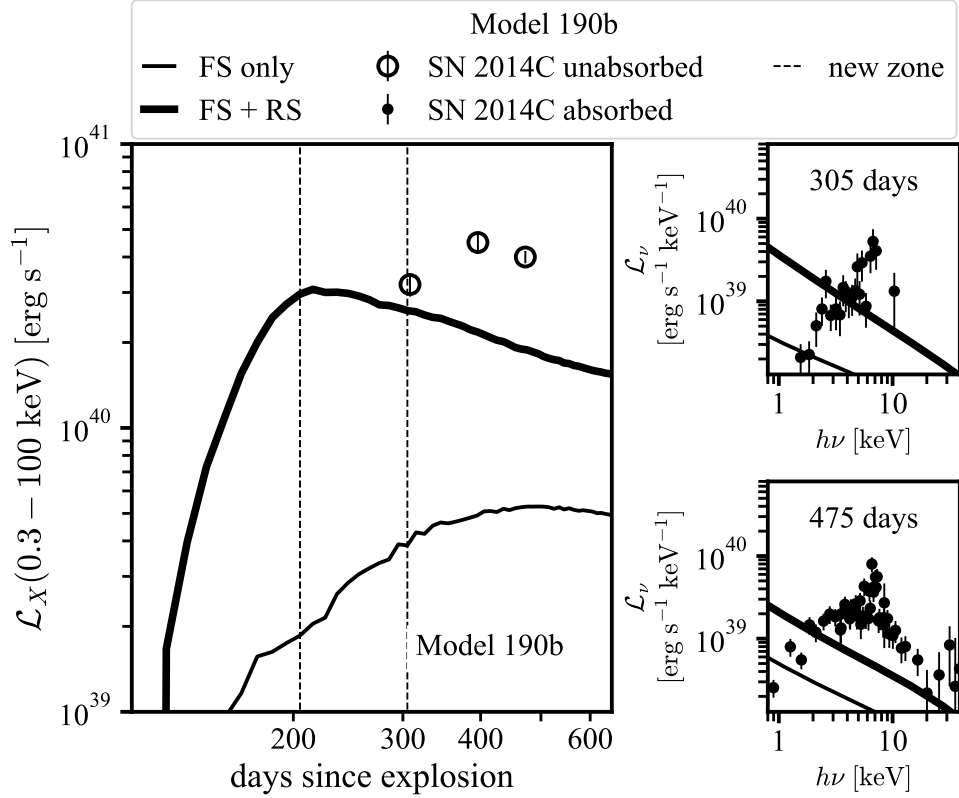 Model 190b
FS only
FS + RS
SN 2014C unabsorbed
SN 2014C absorbed
new zone
10^41
10^40
10^39
ℒ_X(0.3 − 100 keV) [erg s^−1]
Model 190b
200
300
400
600
days since explosion
305 days
10^40
10^39
ℒ_ν
[erg s^−1 keV^−1]
1
10
hν [keV]
475 days
10^40
10^39
ℒ_ν
[erg s^−1 keV^−1]
1
10
hν [keV]